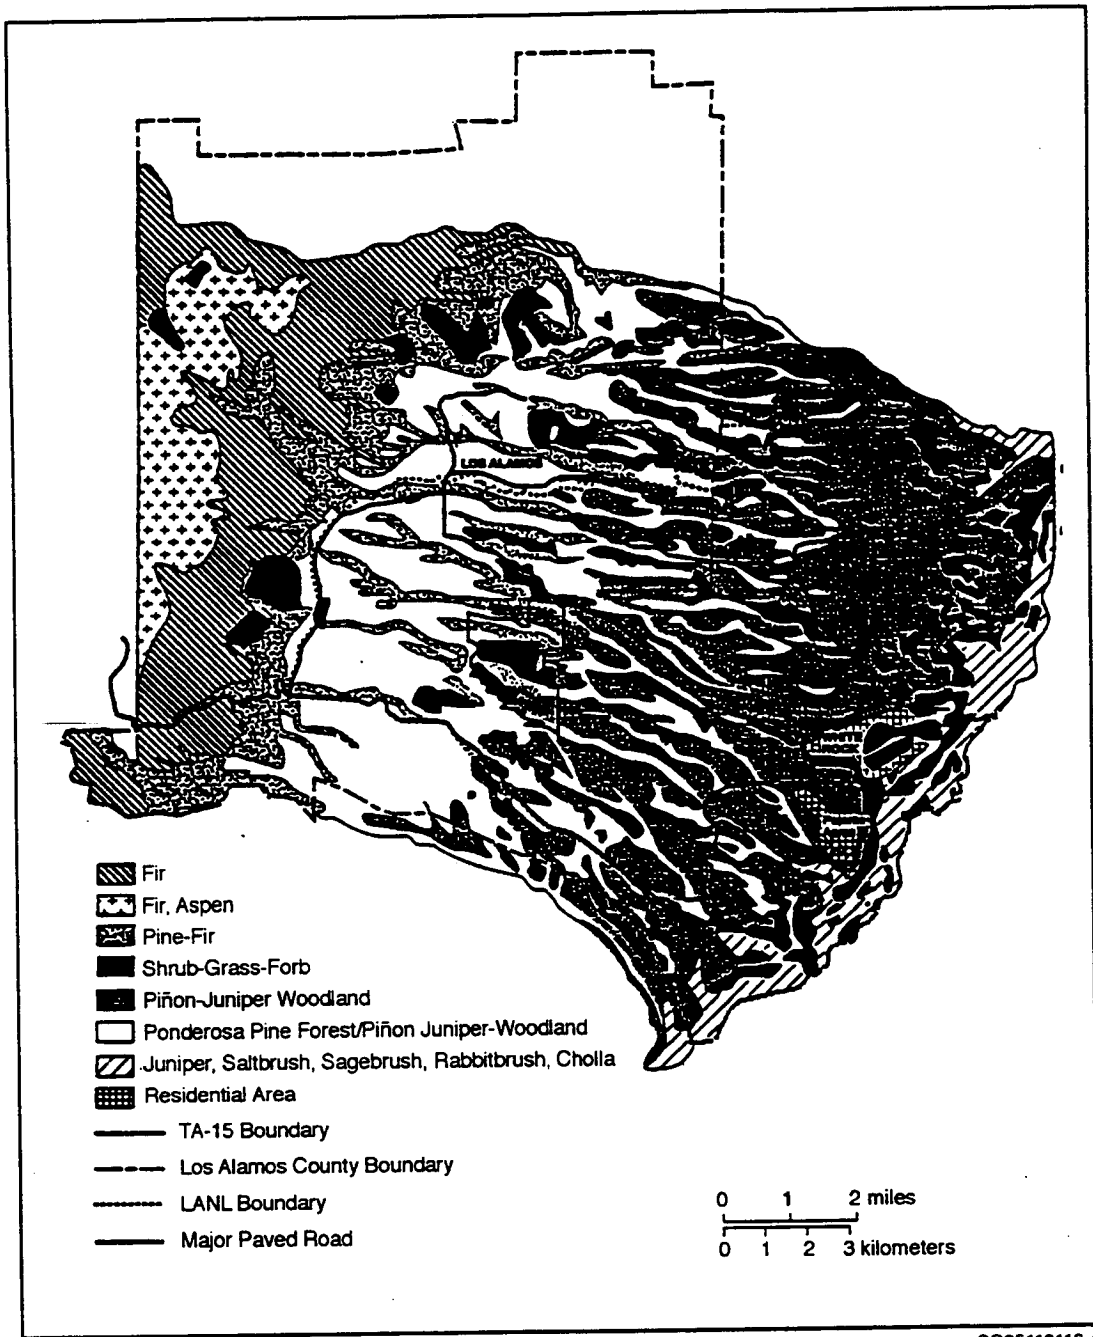 LOS ALAMOS
WHITE
ROCK
Fir
Fir, Aspen
Pine-Fir
Shrub-Grass-Forb
Piñon-Juniper Woodland
Ponderosa Pine Forest/Piñon Juniper-Woodland
Juniper, Saltbrush, Sagebrush, Rabbitbrush, Cholla
Residential Area
TA-15 Boundary
Los Alamos County Boundary
LANL Boundary
Major Paved Road
0 1 2 miles
0 1 2 3 kilometers